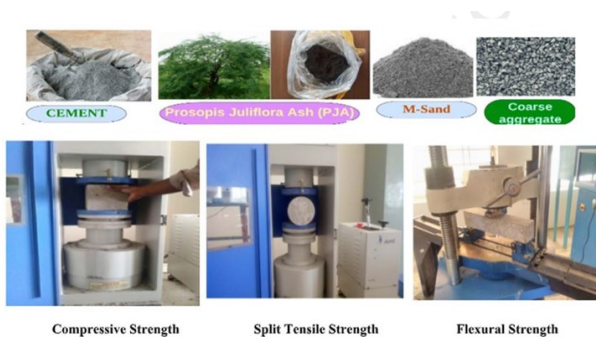 CEMENT
Prosopis Juliflora Ash (PJA)
M-Sand
Coarse
aggregate
Compressive Strength
Split Tensile Strength
Flexural Strength